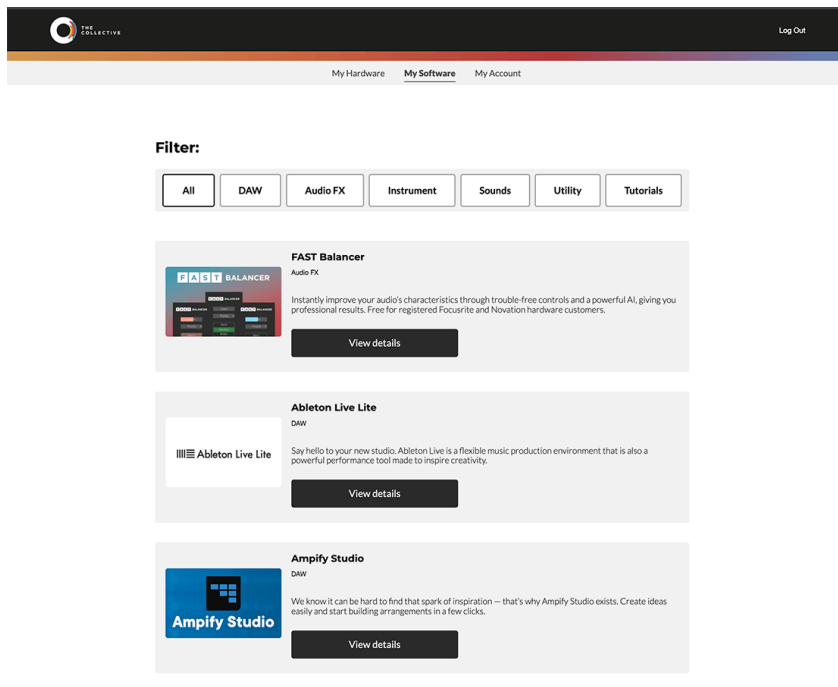 THE
COLLECTIVE
Log Out
My Hardware My Software My Account
Filter:
All DAW Audio FX Instrument Sounds Utility Tutorials
FAST BALANCER
FAST Balancer
Audio FX
Instantly improve your audio's characteristics through trouble-free controls and a powerful AI, giving you
professional results. Free for registered Focusrite and Novation hardware customers.
View details
Ableton Live Lite
Ableton Live Lite
DAW
Say hello to your new studio. Ableton Live is a flexible music production environment that is also a
powerful performance tool made to inspire creativity.
View details
Ampify Studio
Ampify Studio
DAW
We know it can be hard to find that spark of inspiration — that's why Ampify Studio exists. Create ideas
easily and start building arrangements in a few clicks.
View details